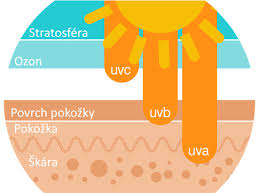 Stratosféra
Ozon
uvc
uvb
Povrch pokožky
Pokožka
uva
Škára